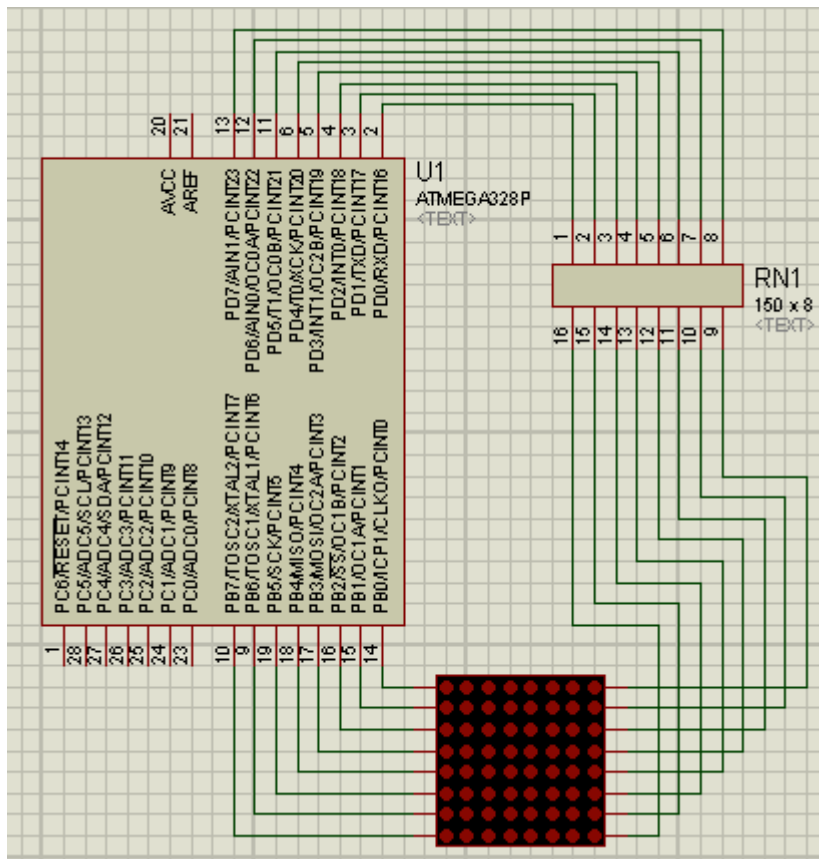 20
21
13
12
11
6
5
4
3
2
AVCC
AREF
PD7/AIN1/PCINT23
PD6/AIN0/OC0A/PCINT22
PD5/T1/OC0B/PCINT21
PD4/T0/XCK/PCINT20
PD3/INT1/OC2B/PCINT19
PD2/INT0/PCINT18
PD1/TXD/PCINT17
PD0/RXD/PCINT16
U1
ATMEGA328P
<TEXT>
PC6/RESET/PCINT14
PC5/ADC5/SCL/PCINT13
PC4/ADC4/SDA/PCINT12
PC3/ADC3/PCINT11
PC2/ADC2/PCINT10
PC1/ADC1/PCINT9
PC0/ADC0/PCINT8
PB7/TOSC2/XTAL2/PCINT7
PB6/TOSC1/XTAL1/PCINT6
PB5/SCK/PCINT5
PB4/MISO/PCINT4
PB3/MOSI/OC2A/PCINT3
PB2/SS/OC1B/PCINT2
PB1/OC1A/PCINT1
PB0/ICP1/CLKO/PCINT0
1
28
27
26
25
24
23
10
9
19
18
17
16
15
14
1
2
3
4
5
6
7
8
RN1
150 x 8
<TEXT>
16
15
14
13
12
11
10
9